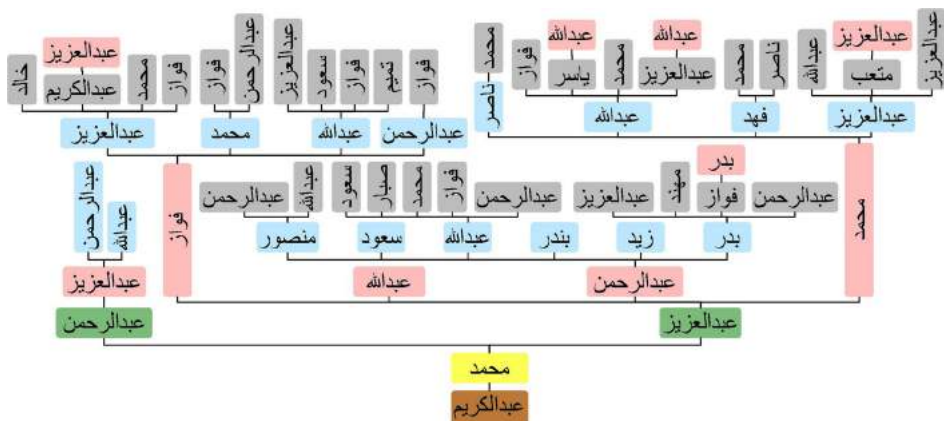 عبدالعزيز
عبدالله
عبدالله
عبدالعزيز
خالد
عبدالكريم
محمد
فواز
فواز
عبدالرحمن
عبدالعزيز
سعود
فواز
تميم
فواز
محمد
فواز
ياسر
محمد
عبدالعزيز
محمد
ناصر
عبدالله
متعب
عبدالعزيز
عبدالعزيز
محمد
عبدالله
عبدالرحمن
ناصر
عبدالله
فهد
عبدالعزيز
بدر
عبدالرحمن
عبدالله
سعود
صبار
محمد
فواز
عبدالرحمن
عبدالعزيز
مهند
فواز
عبدالرحمن
عبدالرحمن
عبدالله
فواز
منصور
سعود
عبدالله
بندر
زيد
بدر
محمد
عبدالعزيز
عبدالله
عبدالرحمن
عبدالرحمن
عبدالعزيز
محمد
عبدالكريم